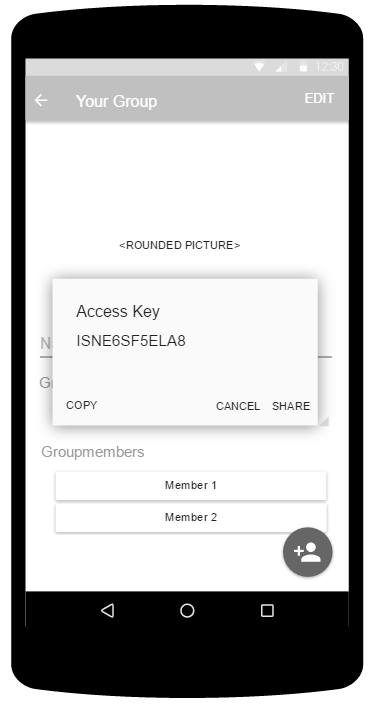 12:30
Your Group
EDIT
<ROUNDED PICTURE>
Access Key
ISNE6SF5ELA8
COPY
CANCEL
SHARE
Groupmembers
Member 1
Member 2